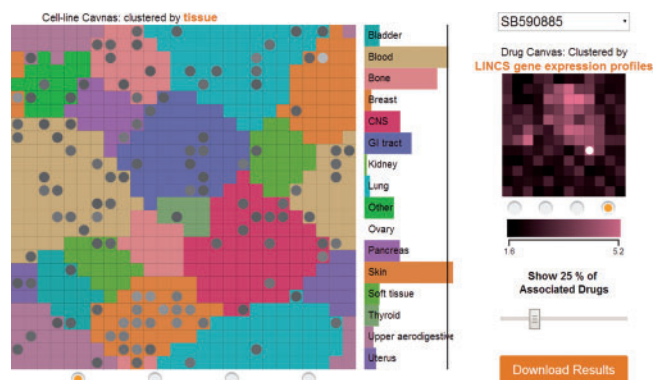 Cell-line Cavnas: clustered by tissue
Bladder
Blood
Bone
Breast
CNS
GI tract
Kidney
Lung
Other
Ovary
Pancreas
Skin
Soft tissue
Thyroid
Upper aerodigestive
Uterus
SB590885
Drug Canvas: Clustered by
LINCS gene expression profiles
1.6 5.2
Show 25 % of
Associated Drugs
Download Results